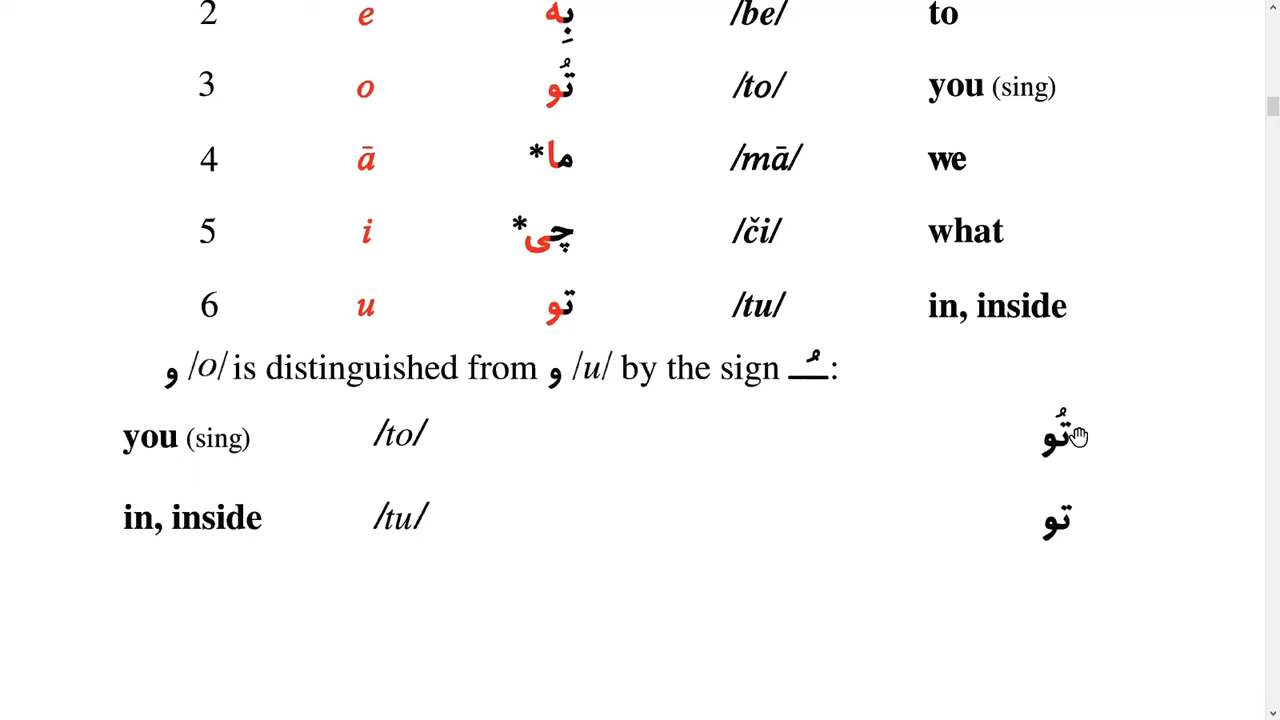 2 e بِه /be/ to
3 o تُو /to/ you (sing)
4 ā ما* /mā/ we
5 i چی* /či/ what
6 u تو /tu/ in, inside
و /o/ is distinguished from و /u/ by the sign ـُـ:
you (sing) /to/ تُو
in, inside /tu/ تو